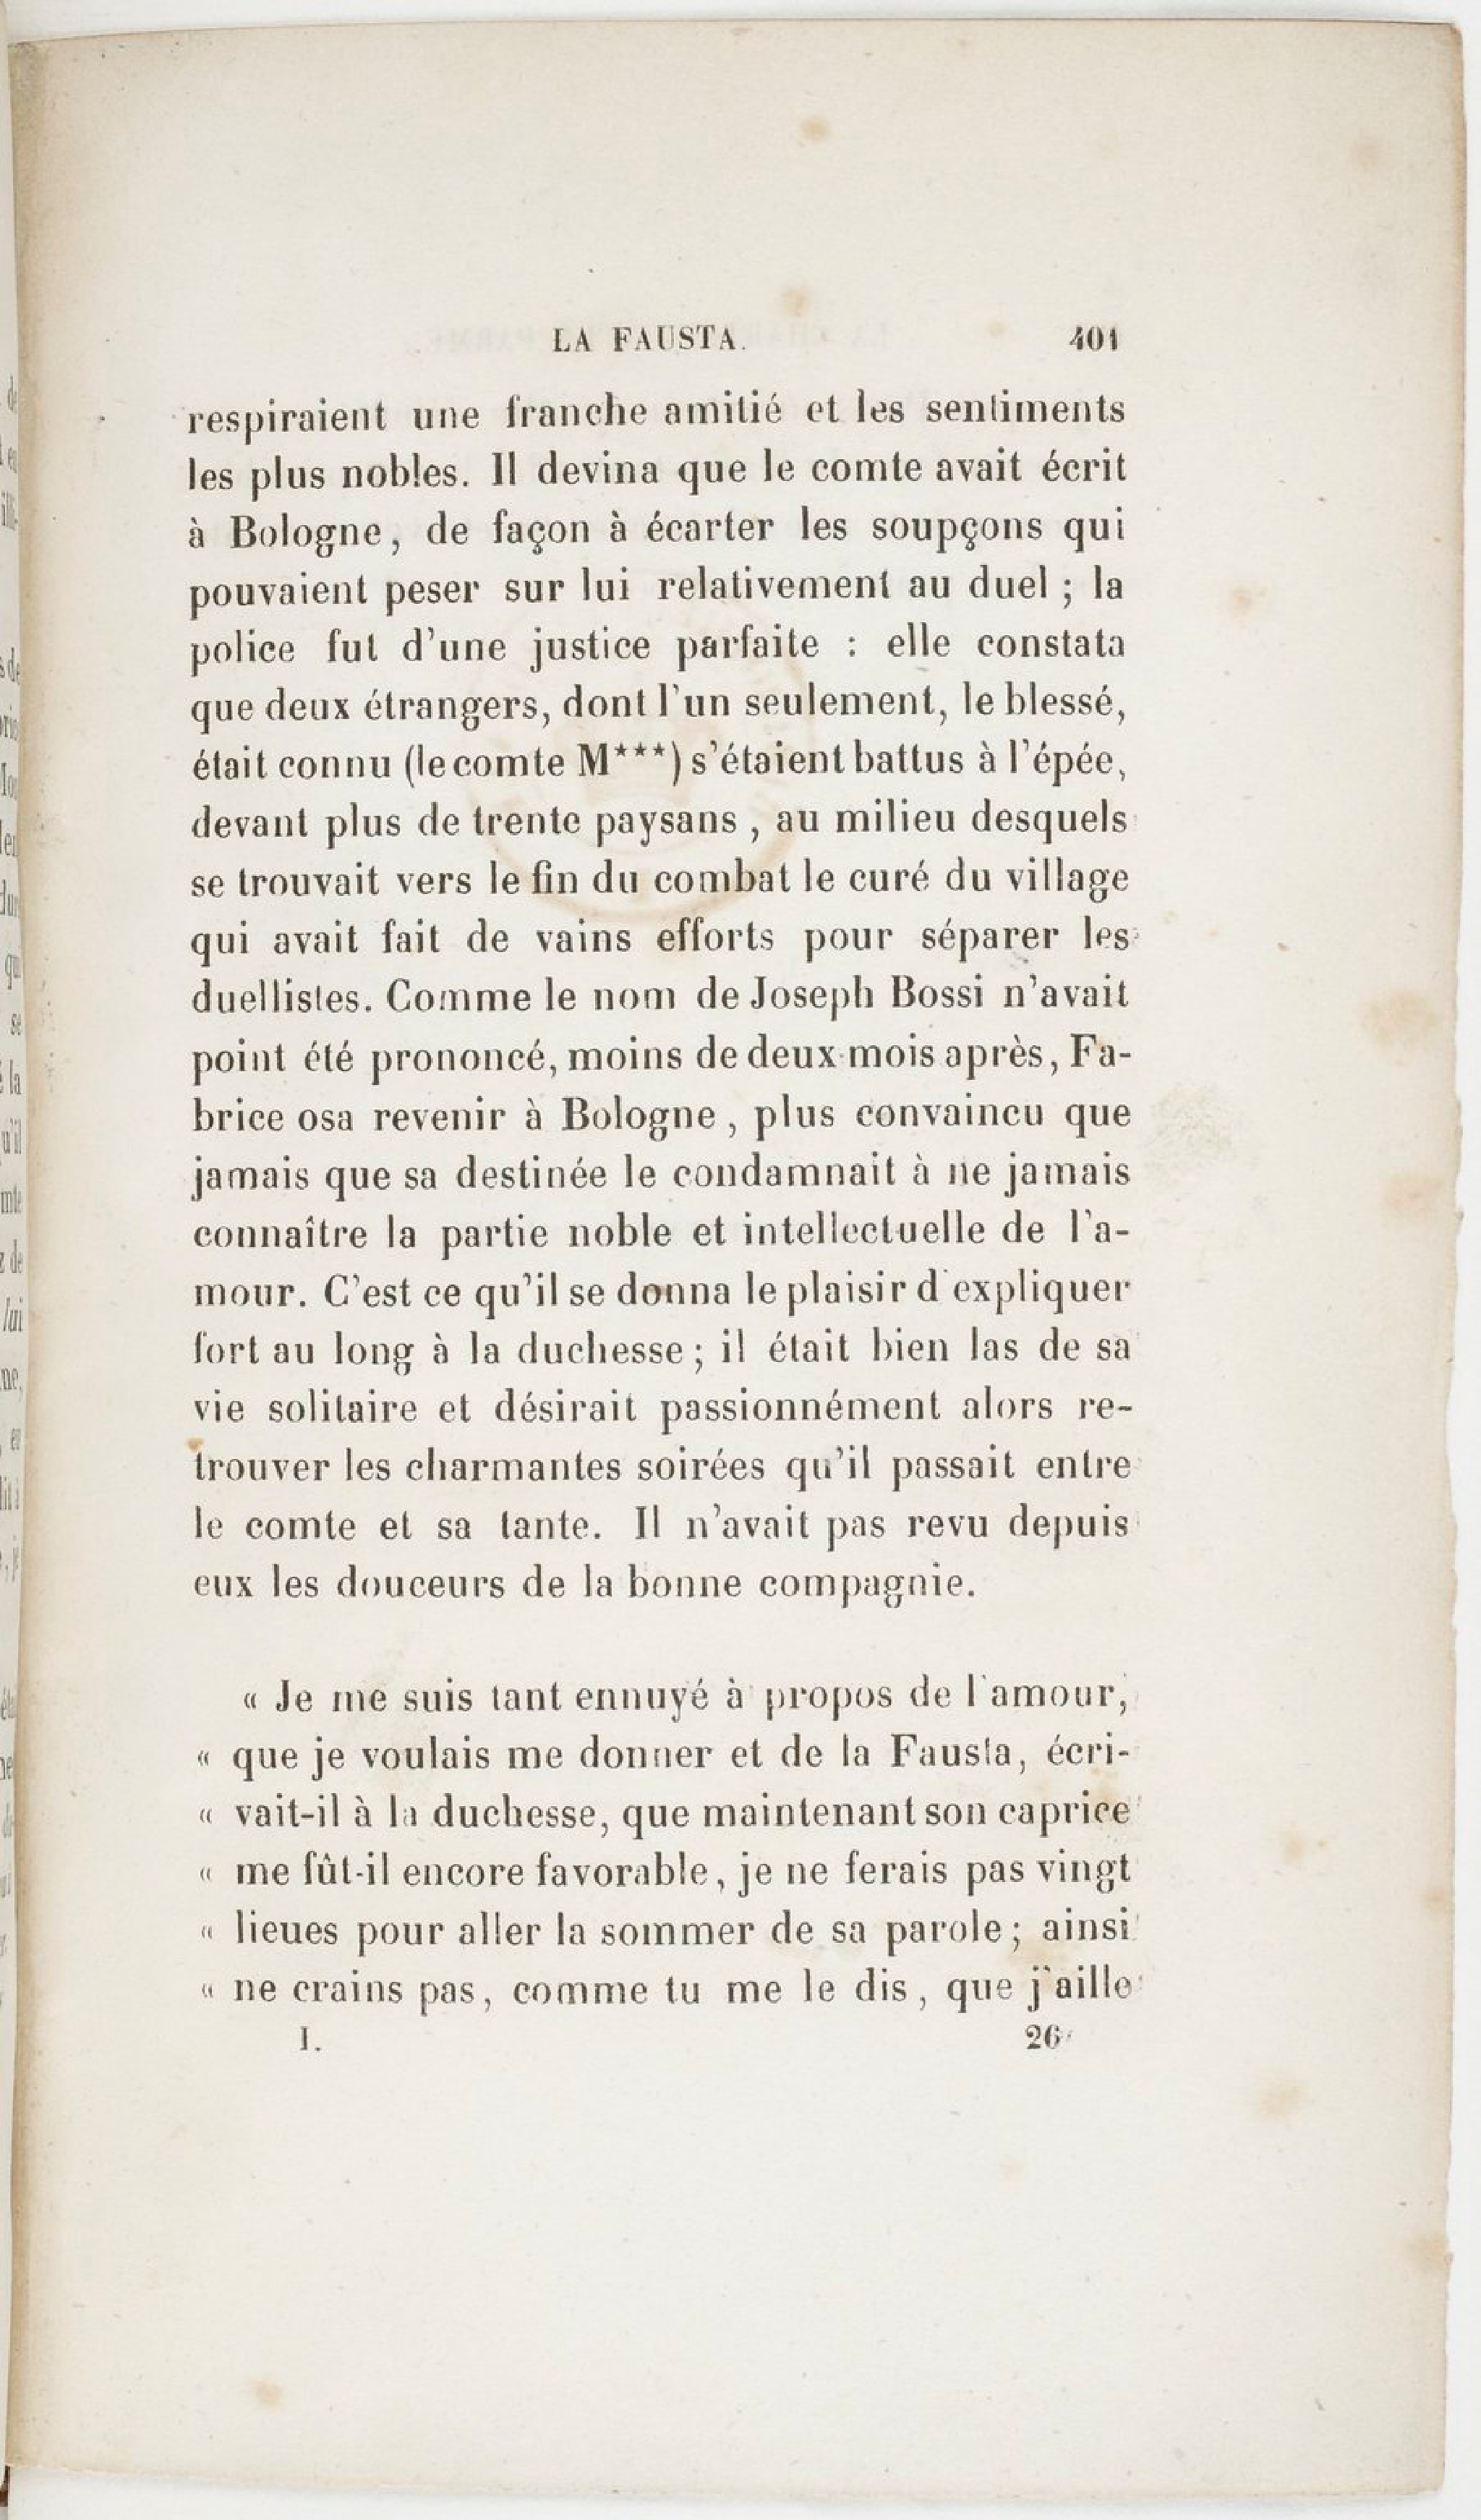 LA FAUSTA. 401
respiraient une franche amitié et les sentiments
les plus nobles. Il devina que le comte avait écrit
à Bologne, de façon à écarter les soupçons qui
pouvaient peser sur lui relativement au duel ; la
police fut d'une justice parfaite : elle constata
que deux étrangers, dont l'un seulement, le blessé,
était connu (le comte M***) s'étaient battus à l'épée,
devant plus de trente paysans , au milieu desquels
se trouvait vers le fin du combat le curé du village
qui avait fait de vains efforts pour séparer les
duellistes. Comme le nom de Joseph Bossi n'avait
point été prononcé, moins de deux mois après, Fa-
brice osa revenir à Bologne , plus convaincu que
jamais que sa destinée le condamnait à ne jamais
connaître la partie noble et intellectuelle de l'a-
mour. C'est ce qu'il se donna le plaisir d'expliquer
fort au long à la duchesse ; il était bien las de sa
vie solitaire et désirait passionnément alors re-
trouver les charmantes soirées qu'il passait entre
le comte et sa tante. Il n'avait pas revu depuis
eux les douceurs de la bonne compagnie.
« Je me suis tant ennuyé à propos de l'amour,
« que je voulais me donner et de la Fausta, écri-
« vait-il à la duchesse, que maintenant son caprice
« me fût-il encore favorable, je ne ferais pas vingt
« lieues pour aller la sommer de sa parole ; ainsi
« ne crains pas, comme tu me le dis, que j'aille
I. 26